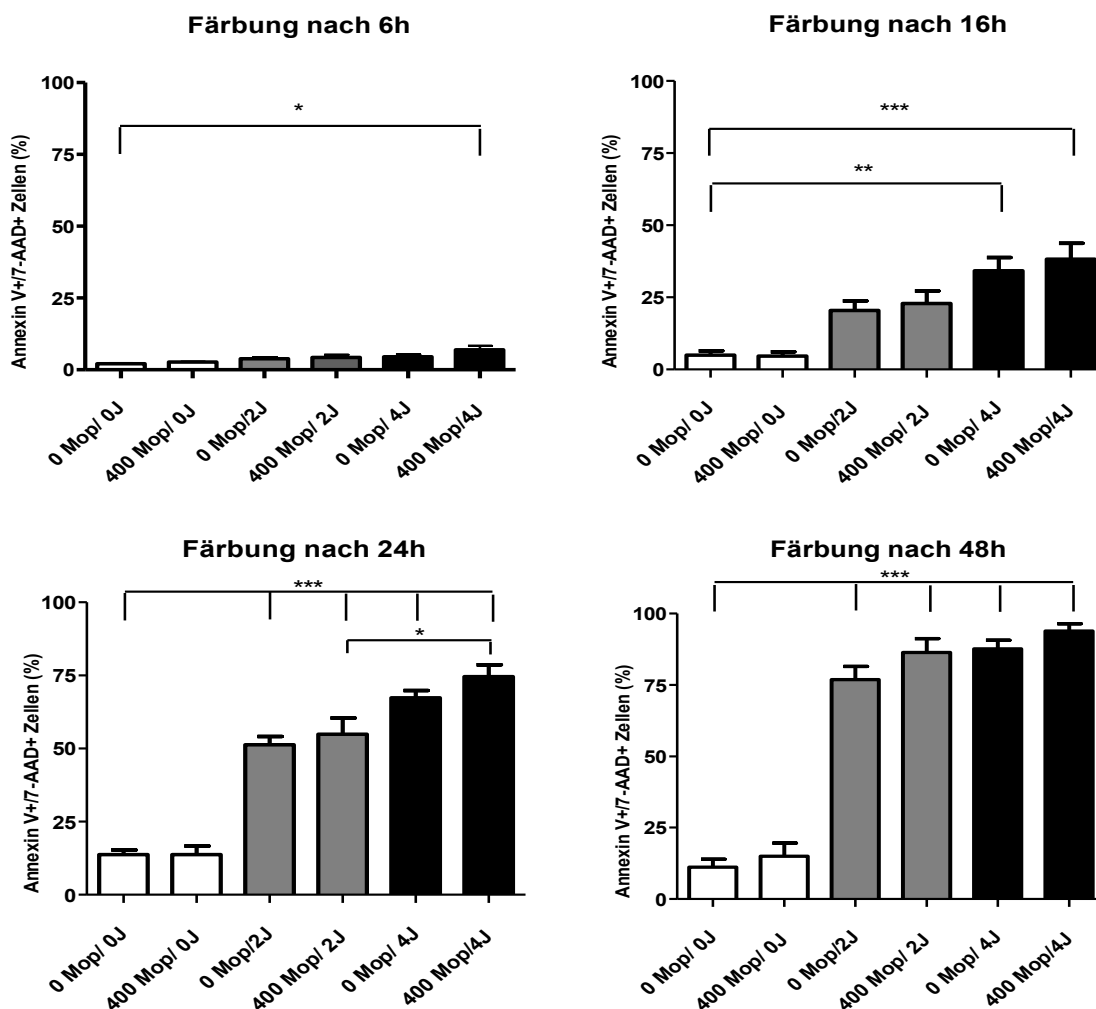 Färbung nach 6h
Annexin V+/7-AAD+ Zellen (%)
100
75
50
25
0
*
0 Mop/ 0J
400 Mop/ 0J
0 Mop/2J
400 Mop/ 2J
0 Mop/ 4J
400 Mop/4J
Färbung nach 16h
Annexin V+/7-AAD+ Zellen (%)
100
75
50
25
0
***
**
0 Mop/ 0J
400 Mop/ 0J
0 Mop/2J
400 Mop/ 2J
0 Mop/ 4J
400 Mop/4J
Färbung nach 24h
Annexin V+/7-AAD+ Zellen (%)
100
75
50
25
0
***
*
0 Mop/ 0J
400 Mop/ 0J
0 Mop/2J
400 Mop/ 2J
0 Mop/ 4J
400 Mop/4J
Färbung nach 48h
Annexin V+/7-AAD+ Zellen (%)
100
75
50
25
0
***
0 Mop/ 0J
400 Mop/ 0J
0 Mop/2J
400 Mop/ 2J
0 Mop/ 4J
400 Mop/4J